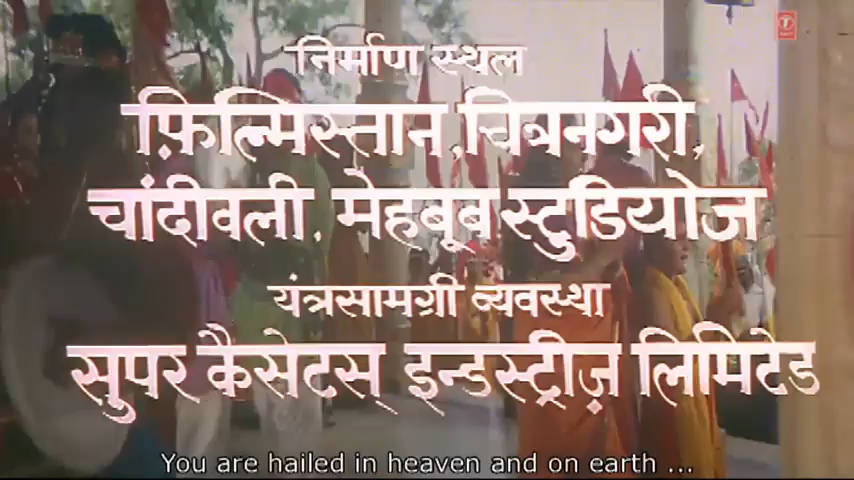 निर्माण स्थल
फ़िल्मिस्तान, चित्रनगरी,
चांदीवली, मेहबूब स्टुडियोज
यंत्रसामग्री व्यवस्था
सुपर कैसेटस् इन्डस्ट्रीज़ लिमिटेड
You are hailed in heaven and on earth ...